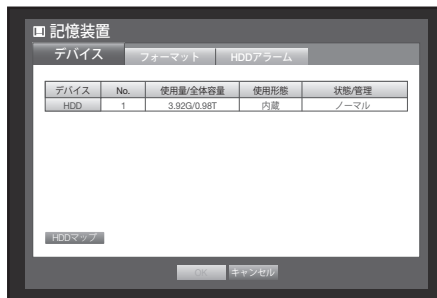 記憶装置
デバイス フォーマット HDDアラーム
デバイス No. 使用量/全体容量 使用形態 状態/管理
HDD 1 3.92G/0.98T 内蔵 ノーマル
HDDマップ
OK キャンセル